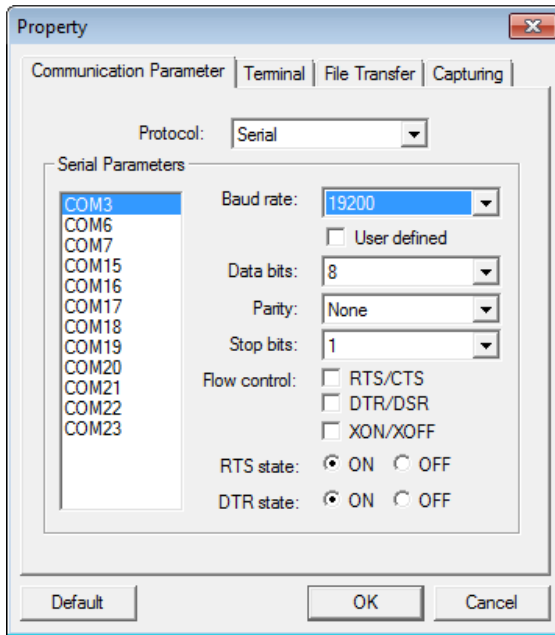 Property
Communication Parameter Terminal File Transfer Capturing
Protocol: Serial
Serial Parameters
COM3
COM6
COM7
COM15
COM16
COM17
COM18
COM19
COM20
COM21
COM22
COM23
Baud rate: 19200
User defined
Data bits: 8
Parity: None
Stop bits: 1
Flow control: RTS/CTS
DTR/DSR
XON/XOFF
RTS state: ON OFF
DTR state: ON OFF
Default OK Cancel